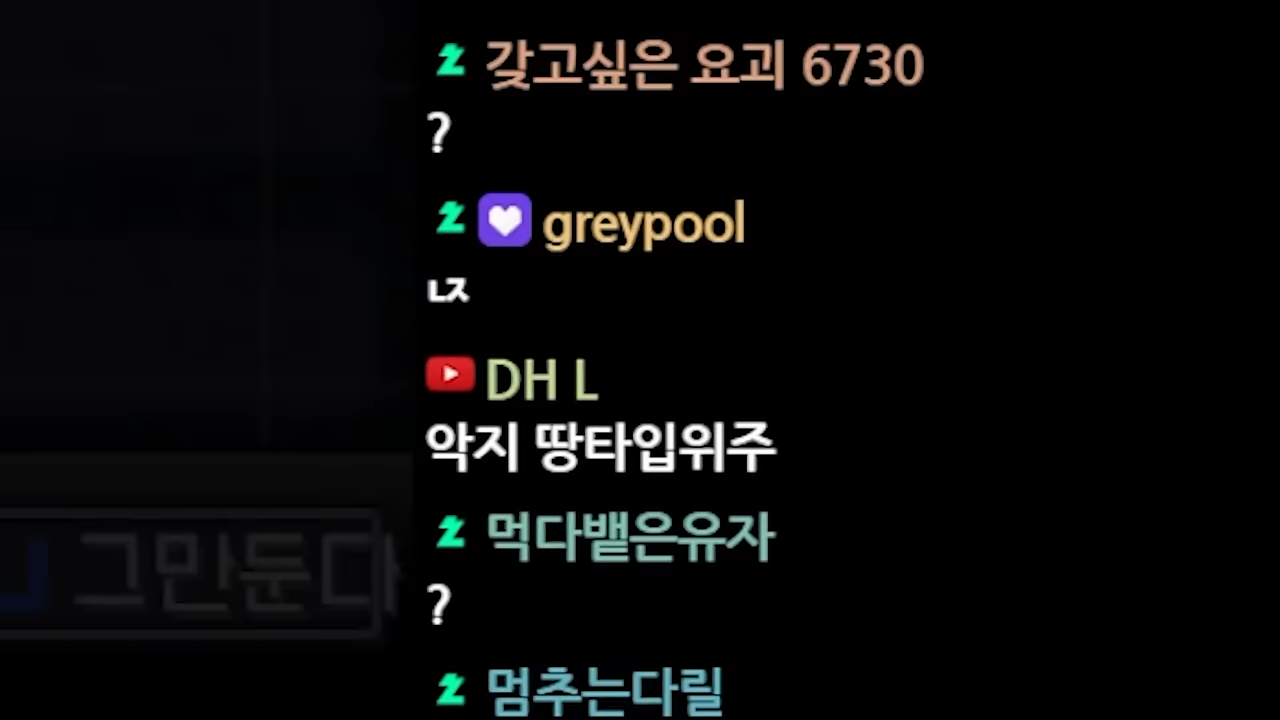 갖고싶은 요괴 6730
?
greypool
ㄵ
DH L
악지 땅타입위주
먹다뱉은유자
?
멈추는다릴
그만둔다